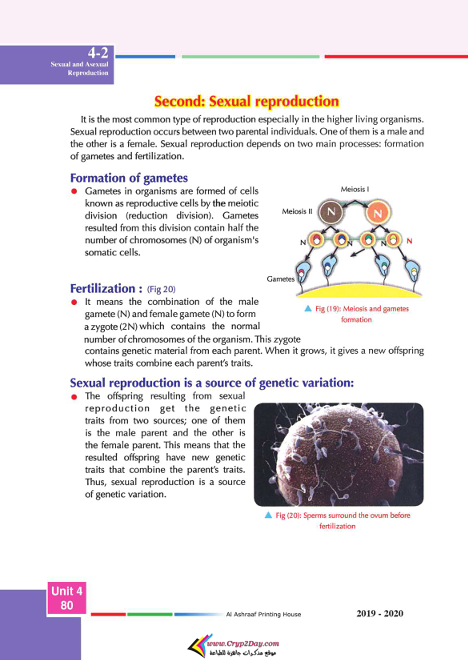 4-2
Sexual and Asexual
Reproduction
Second: Sexual reproduction
It is the most common type of reproduction especially in the higher living organisms.
Sexual reproduction occurs between two parental individuals. One of them is a male and
the other is a female. Sexual reproduction depends on two main processes: formation
of gametes and fertilization.
Formation of gametes
Gametes in organisms are formed of cells
known as reproductive cells by the meiotic
division (reduction division). Gametes
resulted from this division contain half the
number of chromosomes (N) of organism's
somatic cells.
Meiosis I
Meiosis II
N
N
N
N
N
N
Gametes
Fig (19): Meiosis and gametes
formation
Fertilization : (Fig 20)
It means the combination of the male
gamete (N) and female gamete (N) to form
a zygote (2N) which contains the normal
number of chromosomes of the organism. This zygote
contains genetic material from each parent. When it grows, it gives a new offspring
whose traits combine each parent's traits.
Sexual reproduction is a source of genetic variation:
The offspring resulting from sexual
reproduction get the genetic
traits from two sources; one of them
is the male parent and the other is
the female parent. This means that the
resulted offspring have new genetic
traits that combine the parent's traits.
Thus, sexual reproduction is a source
of genetic variation.
Fig (20): Sperms surround the ovum before
fertilization
Unit 4
80
Al Ashraaf Printing House
2019 - 2020
www.Cryp2Day.com
موقع مذكرات جاهزة للطباعة